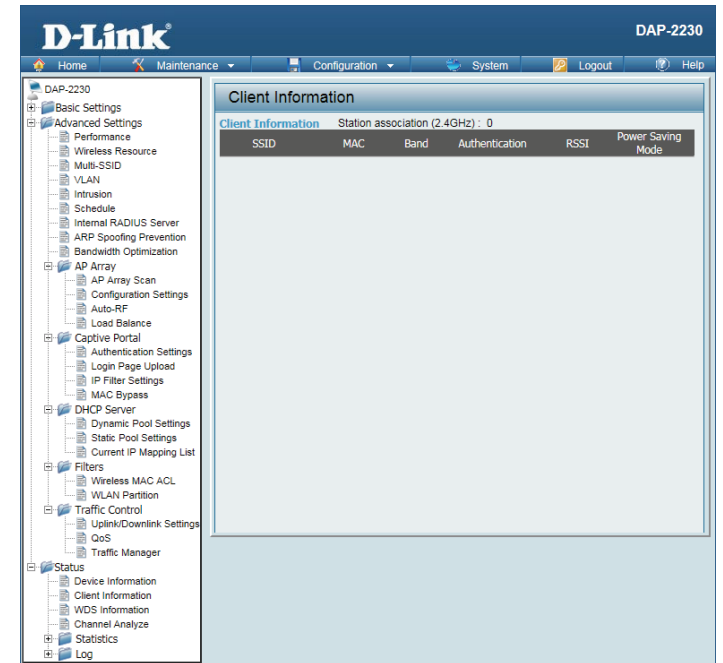 D-Link®
DAP-2230
Home Maintenance Configuration System Logout Help
DAP-2230
Basic Settings
Advanced Settings
Performance
Wireless Resource
Multi-SSID
VLAN
Intrusion
Schedule
Internal RADIUS Server
ARP Spoofing Prevention
Bandwidth Optimization
AP Array
AP Array Scan
Configuration Settings
Auto-RF
Load Balance
Captive Portal
Authentication Settings
Login Page Upload
IP Filter Settings
MAC Bypass
DHCP Server
Dynamic Pool Settings
Static Pool Settings
Current IP Mapping List
Filters
Wireless MAC ACL
WLAN Partition
Traffic Control
Uplink/Downlink Settings
QoS
Traffic Manager
Status
Device Information
Client Information
WDS Information
Channel Analyze
Statistics
Log
Client Information
Client Information Station association (2.4GHz) : 0
SSID MAC Band Authentication RSSI Power Saving Mode